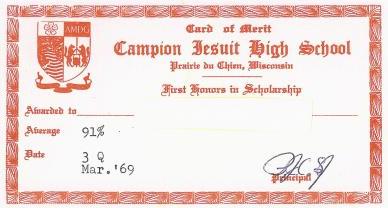 AMDG
Card of Merit
Campion Jesuit High School
Prairie du Chien, Wisconsin
First Honors in Scholarship
Awarded to
Average 91%
Date 3 Q
Mar. '69
Principal